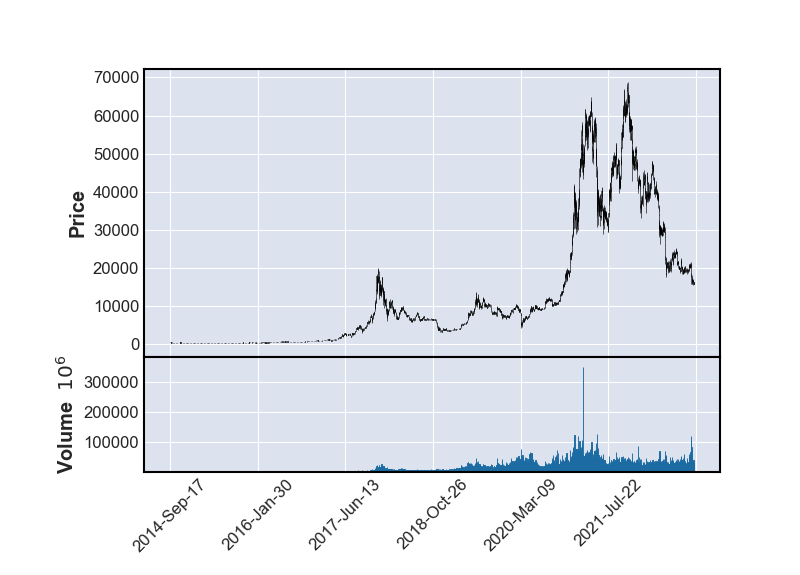 70000
60000
50000
40000
30000
20000
10000
0
Price
300000
200000
100000
Volume 10^6
2014-Sep-17
2016-Jan-30
2017-Jun-13
2018-Oct-26
2020-Mar-09
2021-Jul-22